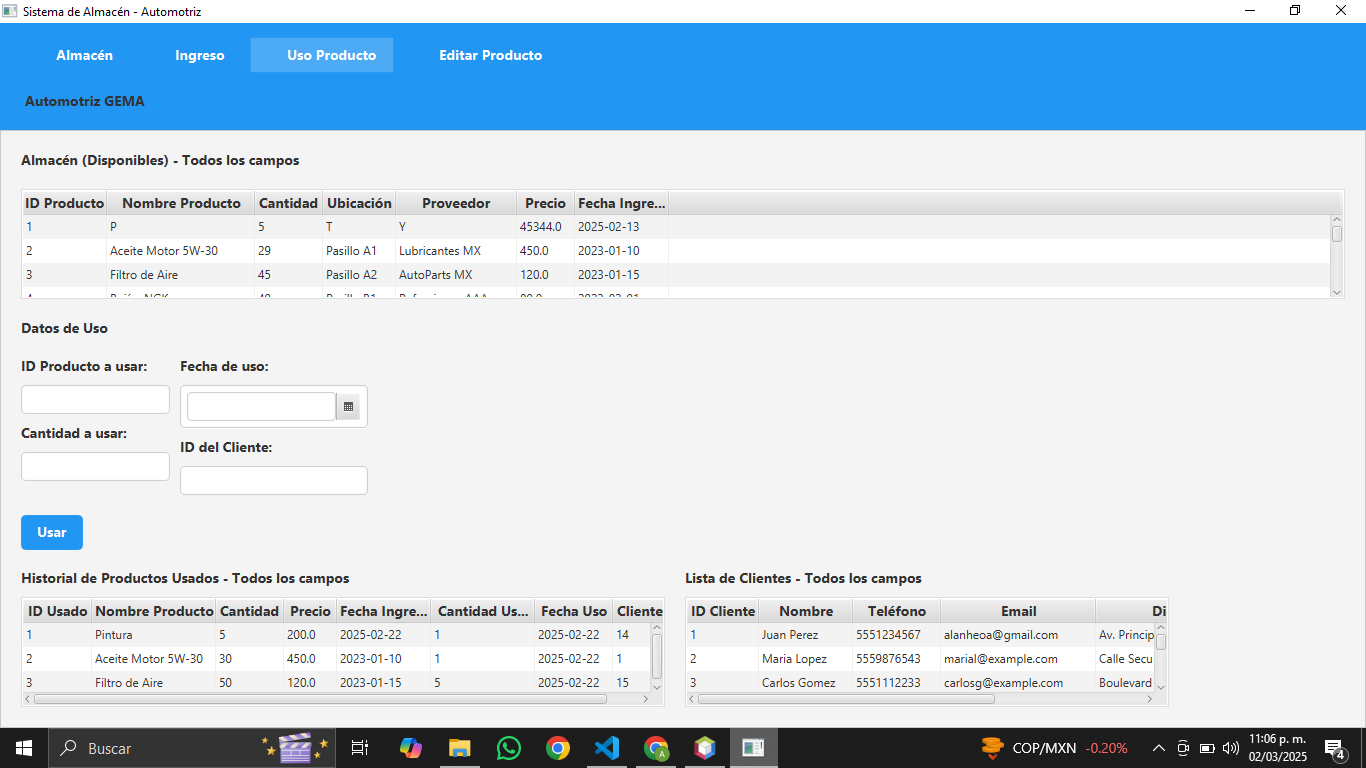 Sistema de Almacén - Automotriz
Almacén Ingreso Uso Producto Editar Producto
Automotriz GEMA
Almacén (Disponibles) - Todos los campos
ID Producto Nombre Producto Cantidad Ubicación Proveedor Precio Fecha Ingre...
1 P 5 T Y 45344.0 2025-02-13
2 Aceite Motor 5W-30 29 Pasillo A1 Lubricantes MX 450.0 2023-01-10
3 Filtro de Aire 45 Pasillo A2 AutoParts MX 120.0 2023-01-15
Datos de Uso
ID Producto a usar: Fecha de uso:
Cantidad a usar:
ID del Cliente:
Usar
Historial de Productos Usados - Todos los campos Lista de Clientes - Todos los campos
ID Usado Nombre Producto Cantidad Precio Fecha Ingre... Cantidad Us... Fecha Uso Cliente ID Cliente Nombre Teléfono Email Di
1 Pintura 5 200.0 2025-02-22 1 2025-02-22 14 1 Juan Perez 5551234567 alanheoa@gmail.com Av. Princip
2 Aceite Motor 5W-30 30 450.0 2023-01-10 1 2025-02-22 1 2 Maria Lopez 5559876543 marial@example.com Calle Secu
3 Filtro de Aire 50 120.0 2023-01-15 5 2025-02-22 15 3 Carlos Gomez 5551112233 carlosg@example.com Boulevard
Buscar COP/MXN -0.20% 11:06 p. m.
02/03/2025
4